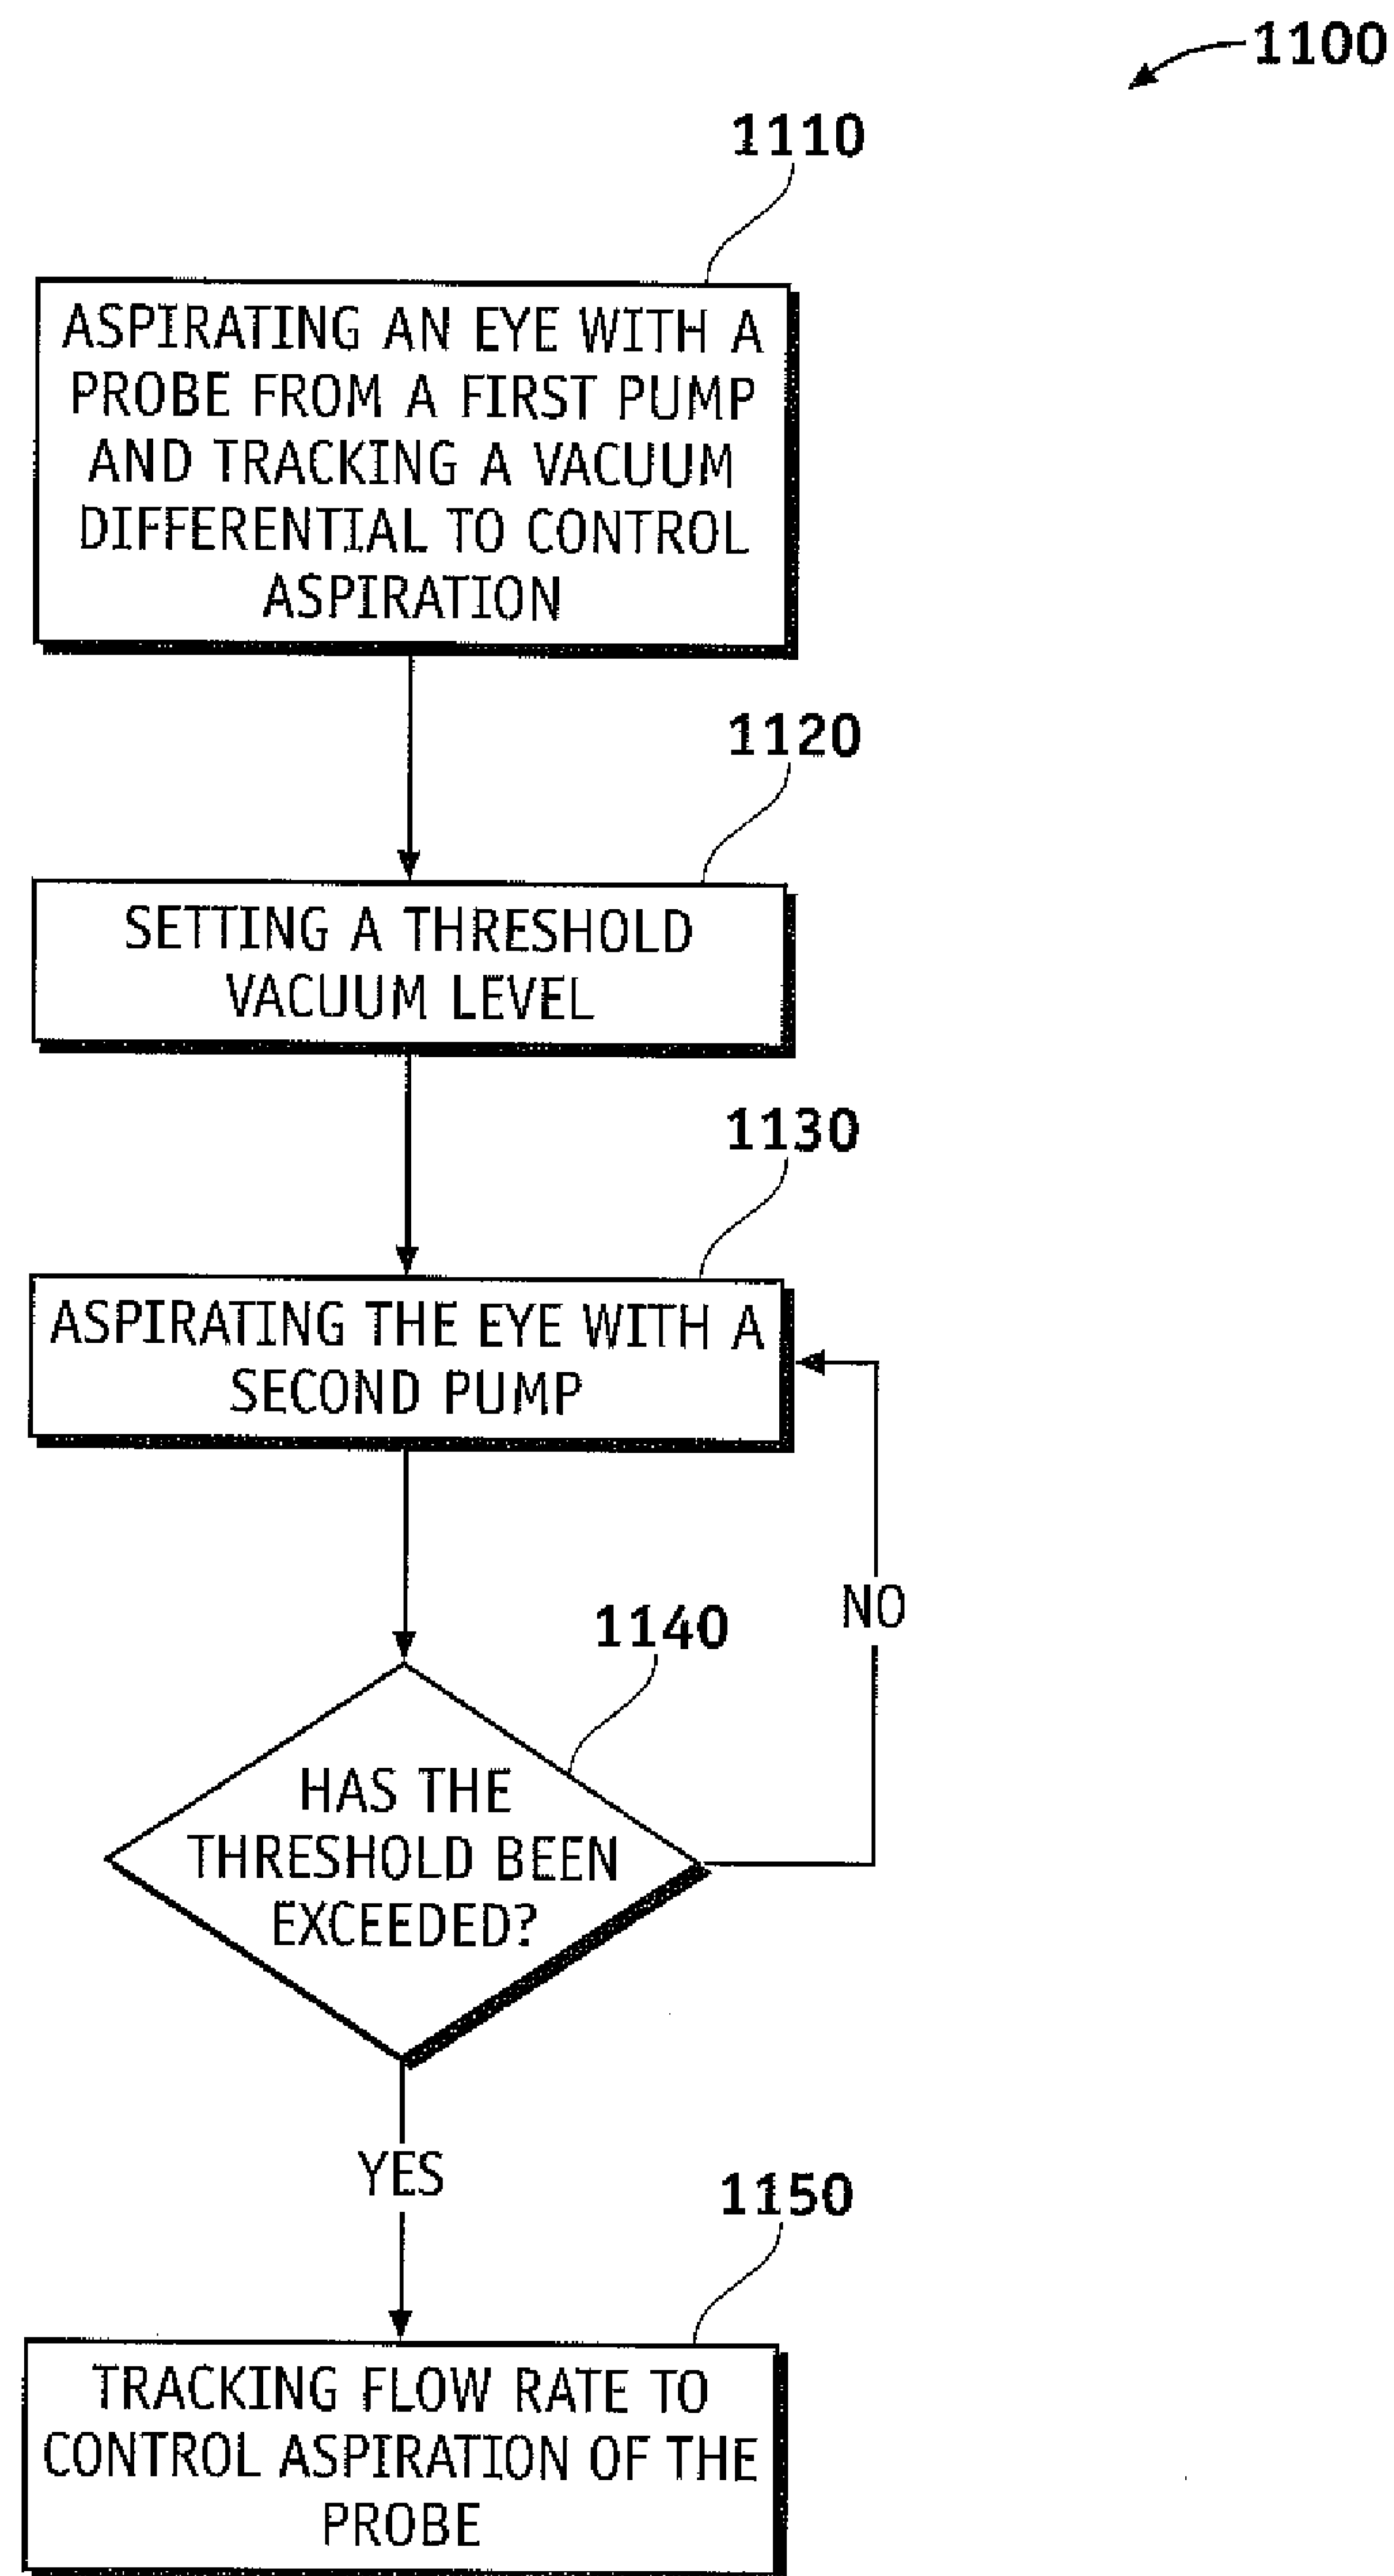 1100
1110
ASPIRATING AN EYE WITH A
PROBE FROM A FIRST PUMP
AND TRACKING A VACUUM
DIFFERENTIAL TO CONTROL
ASPIRATION
1120
SETTING A THRESHOLD
VACUUM LEVEL
1130
ASPIRATING THE EYE WITH A
SECOND PUMP
NO
1140
HAS THE
THRESHOLD BEEN
EXCEEDED?
YES
1150
TRACKING FLOW RATE TO
CONTROL ASPIRATION OF THE
PROBE